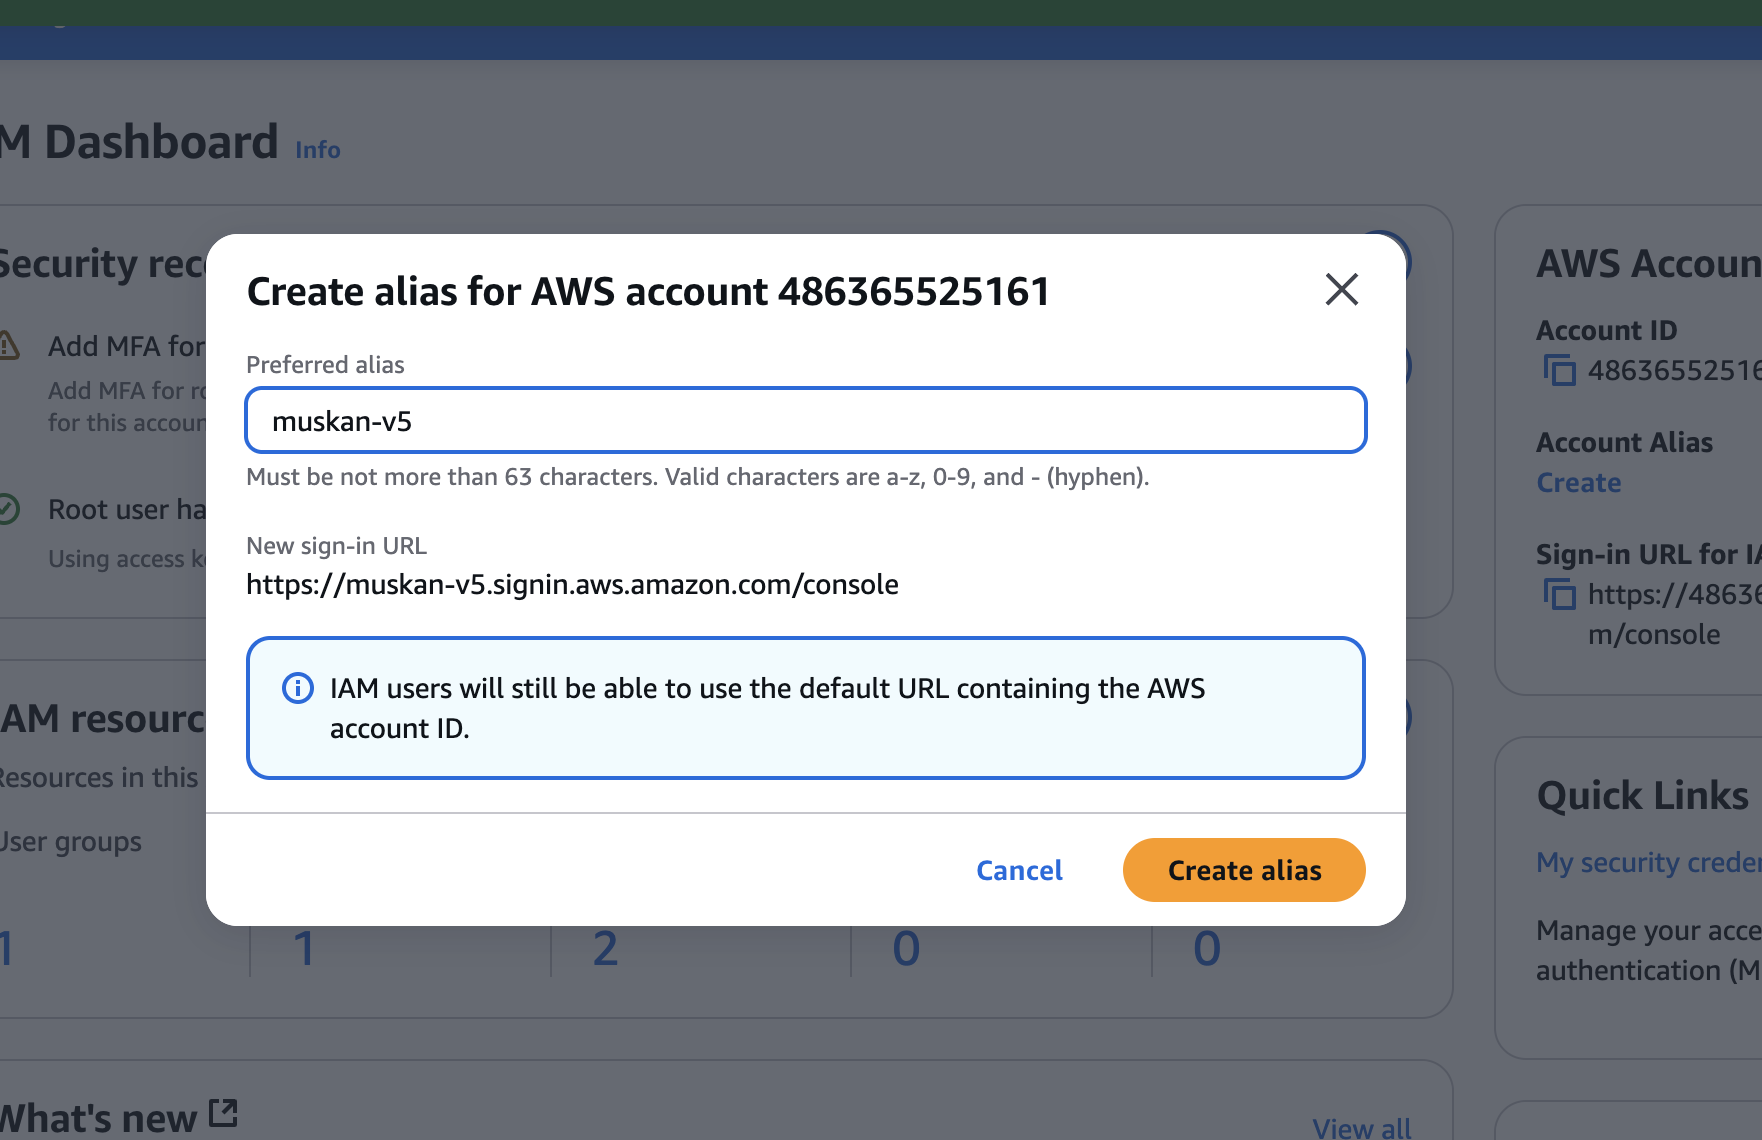 M Dashboard Info
Create alias for AWS account 486365525161
Preferred alias
muskan-v5
Must be not more than 63 characters. Valid characters are a-z, 0-9, and - (hyphen).
New sign-in URL
https://muskan-v5.signin.aws.amazon.com/console
IAM users will still be able to use the default URL containing the AWS
account ID.
Cancel
Create alias
Security rec
Add MFA for
Add MFA for ro
for this accoun
Root user ha
Using access k
AM resourc
Resources in this
User groups
1
1
2
0
0
What's new
View all
AWS Accoun
Account ID
48636552516
Account Alias
Create
Sign-in URL for IA
https://48636
m/console
Quick Links
My security creden
Manage your acce
authentication (M